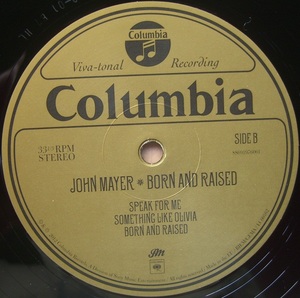 Columbia
Viva-tonal Recording
Columbia
33⅓ RPM
STEREO
SIDE B
JOHN MAYER * BORN AND RAISED
SPEAK FOR ME
SOMETHING LIKE OLIVIA
BORN AND RAISED